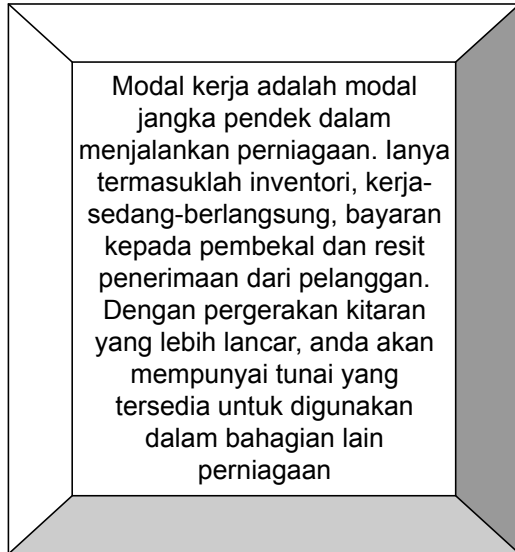 Modal kerja adalah modal
jangka pendek dalam
menjalankan perniagaan. Ianya
termasuklah inventori, kerja-
sedang-berlangsung, bayaran
kepada pembekal dan resit
penerimaan dari pelanggan.
Dengan pergerakan kitaran
yang lebih lancar, anda akan
mempunyai tunai yang
tersedia untuk digunakan
dalam bahagian lain
perniagaan